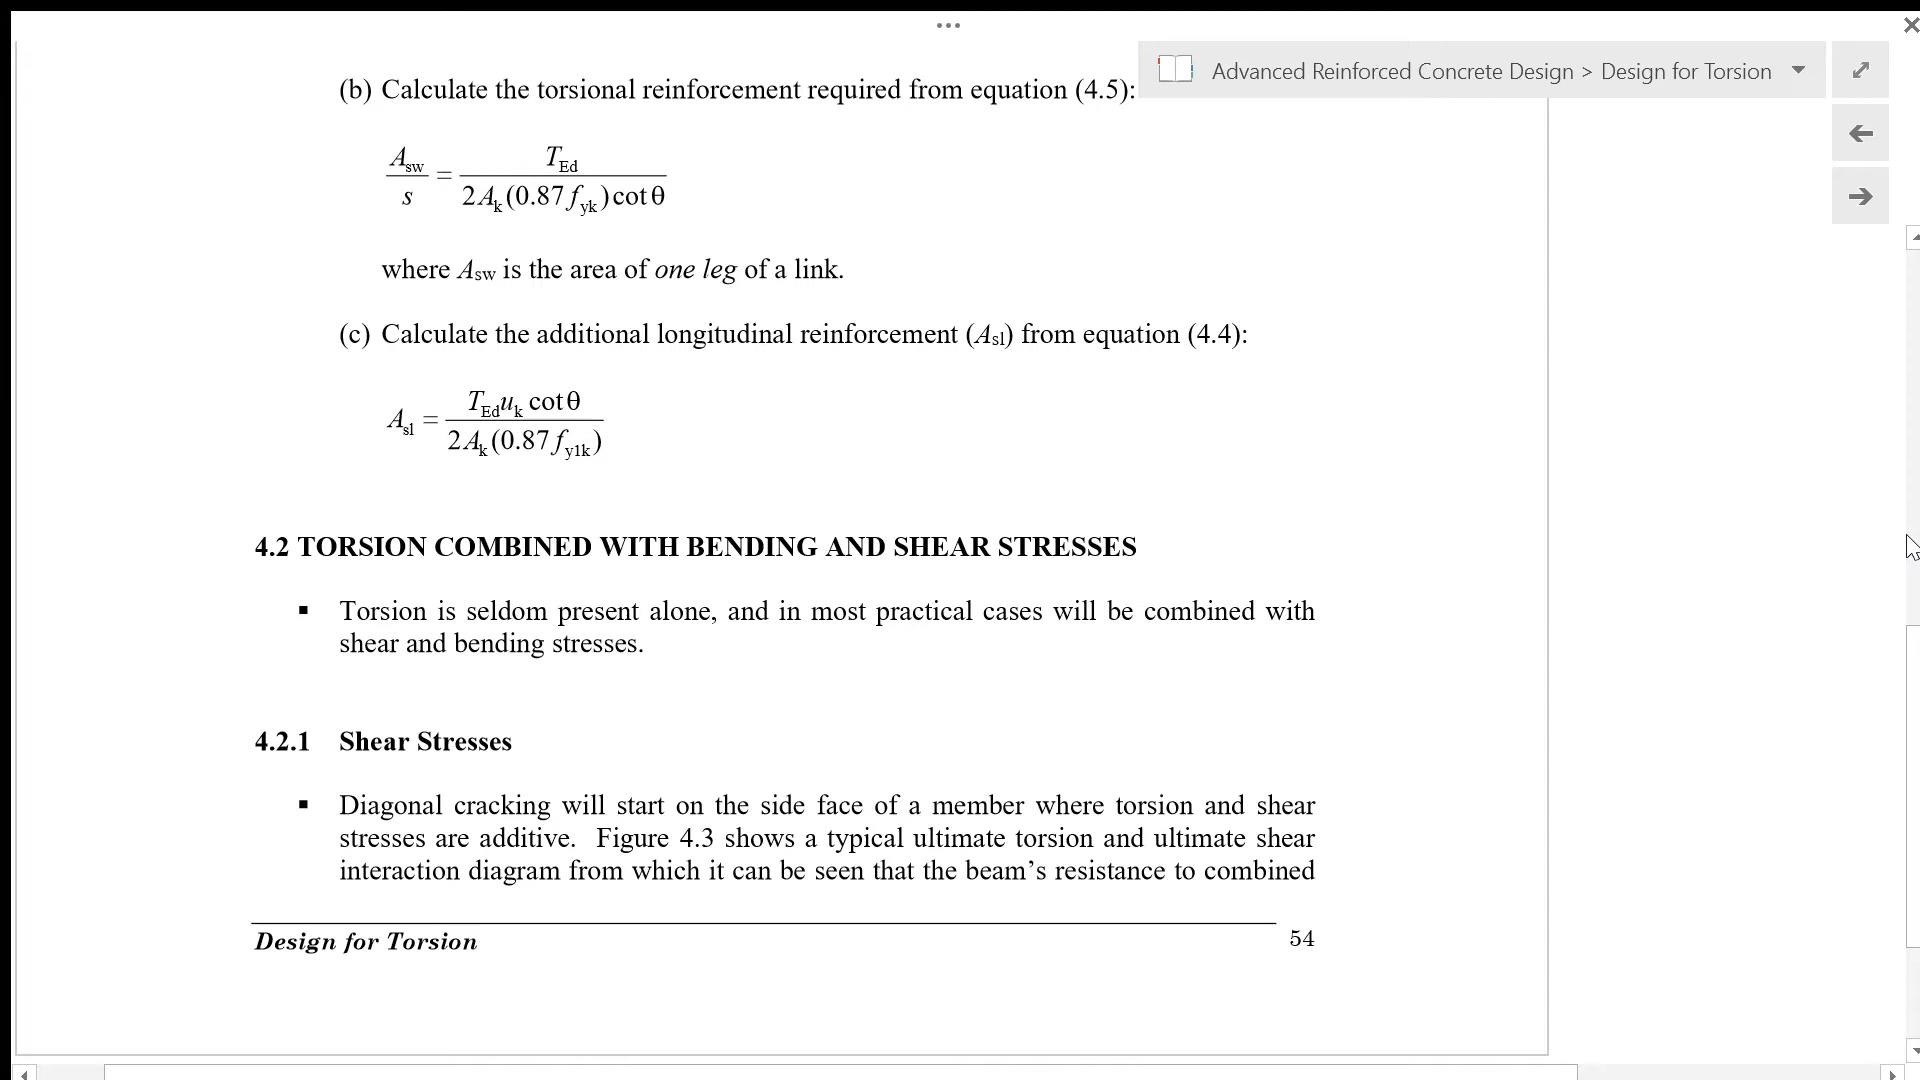 Advanced Reinforced Concrete Design > Design for Torsion
(b) Calculate the torsional reinforcement required from equation (4.5):
A_sw / s = T_Ed / 2A_k(0.87f_yk)cotθ
where Asw is the area of one leg of a link.
(c) Calculate the additional longitudinal reinforcement (Asl) from equation (4.4):
A_sl = T_Ed u_k cotθ / 2A_k(0.87f_y1k)
4.2 TORSION COMBINED WITH BENDING AND SHEAR STRESSES
▪ Torsion is seldom present alone, and in most practical cases will be combined with
shear and bending stresses.
4.2.1 Shear Stresses
▪ Diagonal cracking will start on the side face of a member where torsion and shear
stresses are additive. Figure 4.3 shows a typical ultimate torsion and ultimate shear
interaction diagram from which it can be seen that the beam’s resistance to combined
Design for Torsion 54